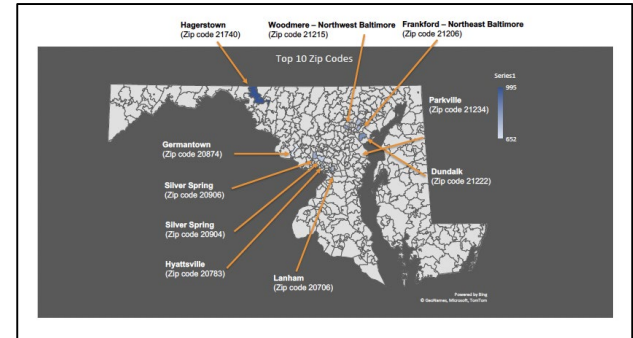 Hagerstown
(Zip code 21740)
Woodmere – Northwest Baltimore
(Zip code 21215)
Frankford – Northeast Baltimore
(Zip code 21206)
Top 10 Zip Codes
Series1
995
652
Parkville
(Zip code 21234)
Germantown
(Zip code 20874)
Dundalk
(Zip code 21222)
Silver Spring
(Zip code 20906)
Silver Spring
(Zip code 20904)
Hyattsville
(Zip code 20783)
Lanham
(Zip code 20706)
Powered by Bing
© GeoNames, Microsoft, TomTom